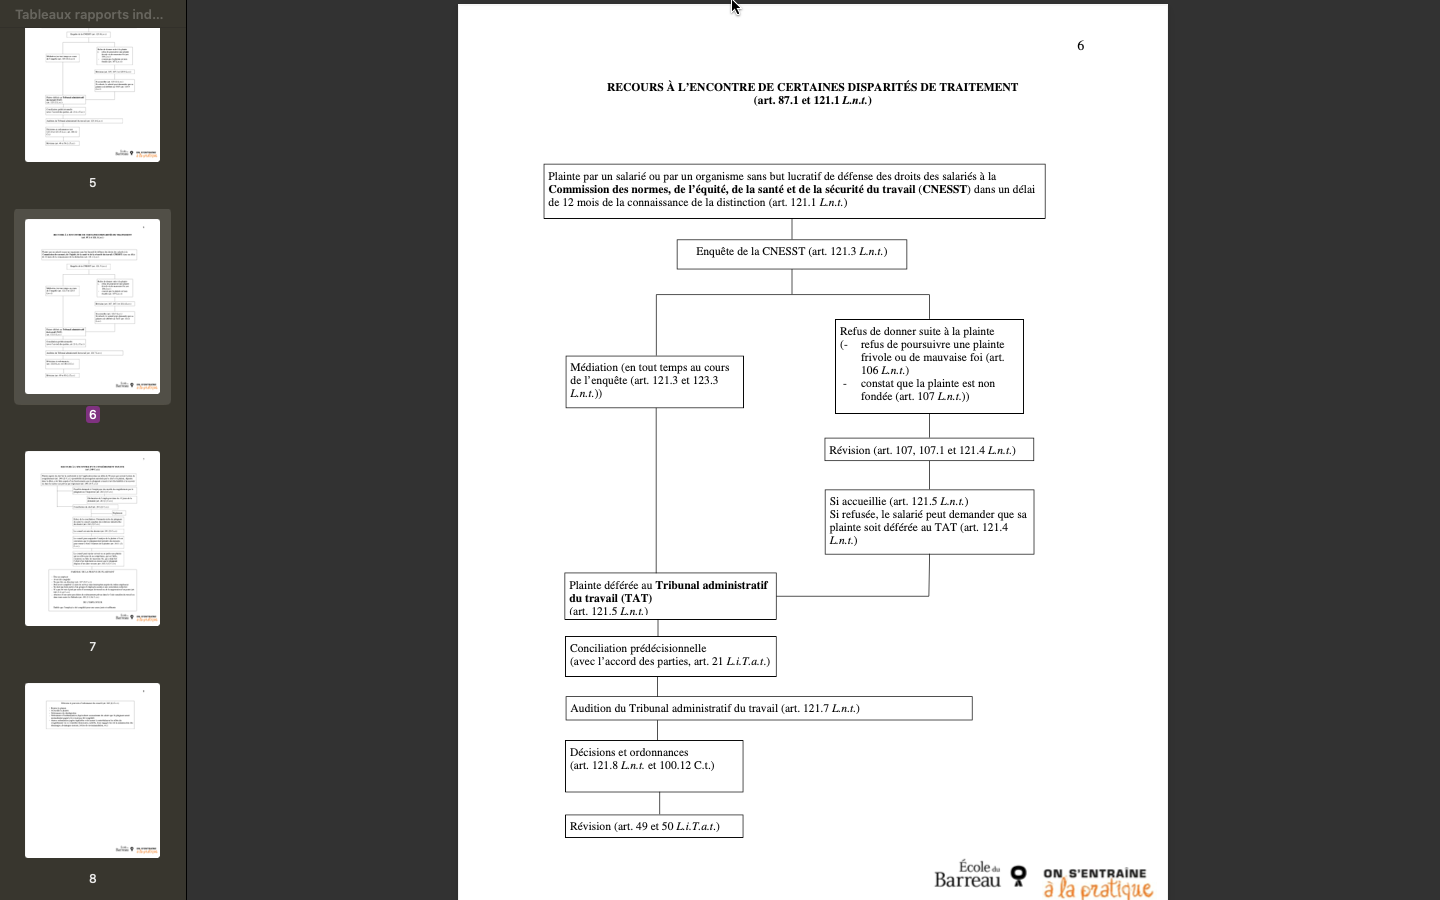 Tableaux rapports ind...
5
6
7
8
6
RECOURS À L’ENCONTRE DE CERTAINES DISPARITÉS DE TRAITEMENT
(art. 87.1 et 121.1 L.n.t.)
Plainte par un salarié ou par un organisme sans but lucratif de défense des droits des salariés à la
Commission des normes, de l’équité, de la santé et de la sécurité du travail (CNESST) dans un délai
de 12 mois de la connaissance de la distinction (art. 121.1 L.n.t.)
Enquête de la CNESST (art. 121.3 L.n.t.)
Médiation (en tout temps au cours
de l’enquête (art. 121.3 et 123.3
L.n.t.))
Refus de donner suite à la plainte
(- refus de poursuivre une plainte
frivole ou de mauvaise foi (art.
106 L.n.t.)
- constat que la plainte est non
fondée (art. 107 L.n.t.))
Révision (art. 107, 107.1 et 121.4 L.n.t.)
Si accueillie (art. 121.5 L.n.t.)
Si refusée, le salarié peut demander que sa
plainte soit déférée au TAT (art. 121.4
L.n.t.)
Plainte déférée au Tribunal administratif
du travail (TAT)
(art. 121.5 L.n.t.)
Conciliation prédécisionnelle
(avec l’accord des parties, art. 21 L.i.T.a.t.)
Audition du Tribunal administratif du travail (art. 121.7 L.n.t.)
Décisions et ordonnances
(art. 121.8 L.n.t. et 100.12 C.t.)
Révision (art. 49 et 50 L.i.T.a.t.)
École du
Barreau
ON S'ENTRAÎNE
à la pratique